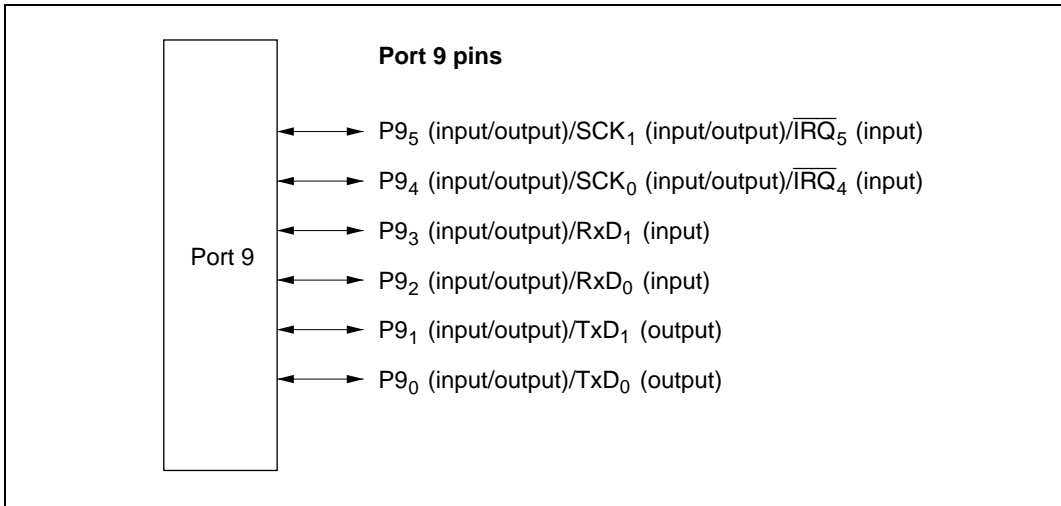 Port 9 pins
P9₅ (input/output)/SCK₁ (input/output)/I̅R̅Q̅₅ (input)
P9₄ (input/output)/SCK₀ (input/output)/I̅R̅Q̅₄ (input)
P9₃ (input/output)/RxD₁ (input)
Port 9
P9₂ (input/output)/RxD₀ (input)
P9₁ (input/output)/TxD₁ (output)
P9₀ (input/output)/TxD₀ (output)